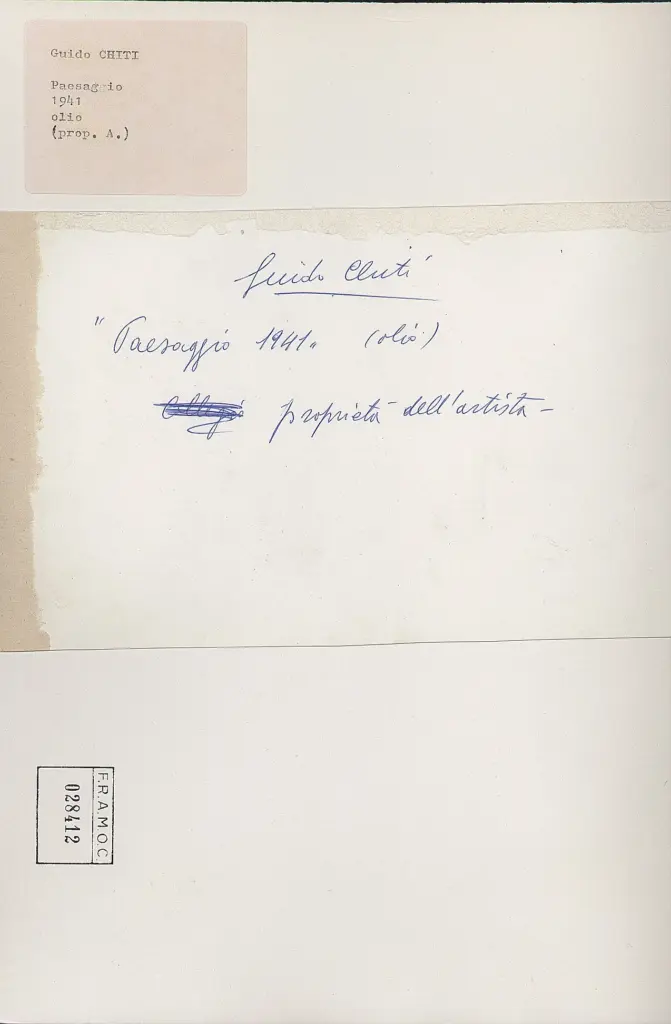 Guido CHITI
Paesaggio
1941
olio
(prop. A.)
Guido Chiti
"Paesaggio 1941" (olio)
proprietà dell'artista -
F.R.A.M.O.C.
028412